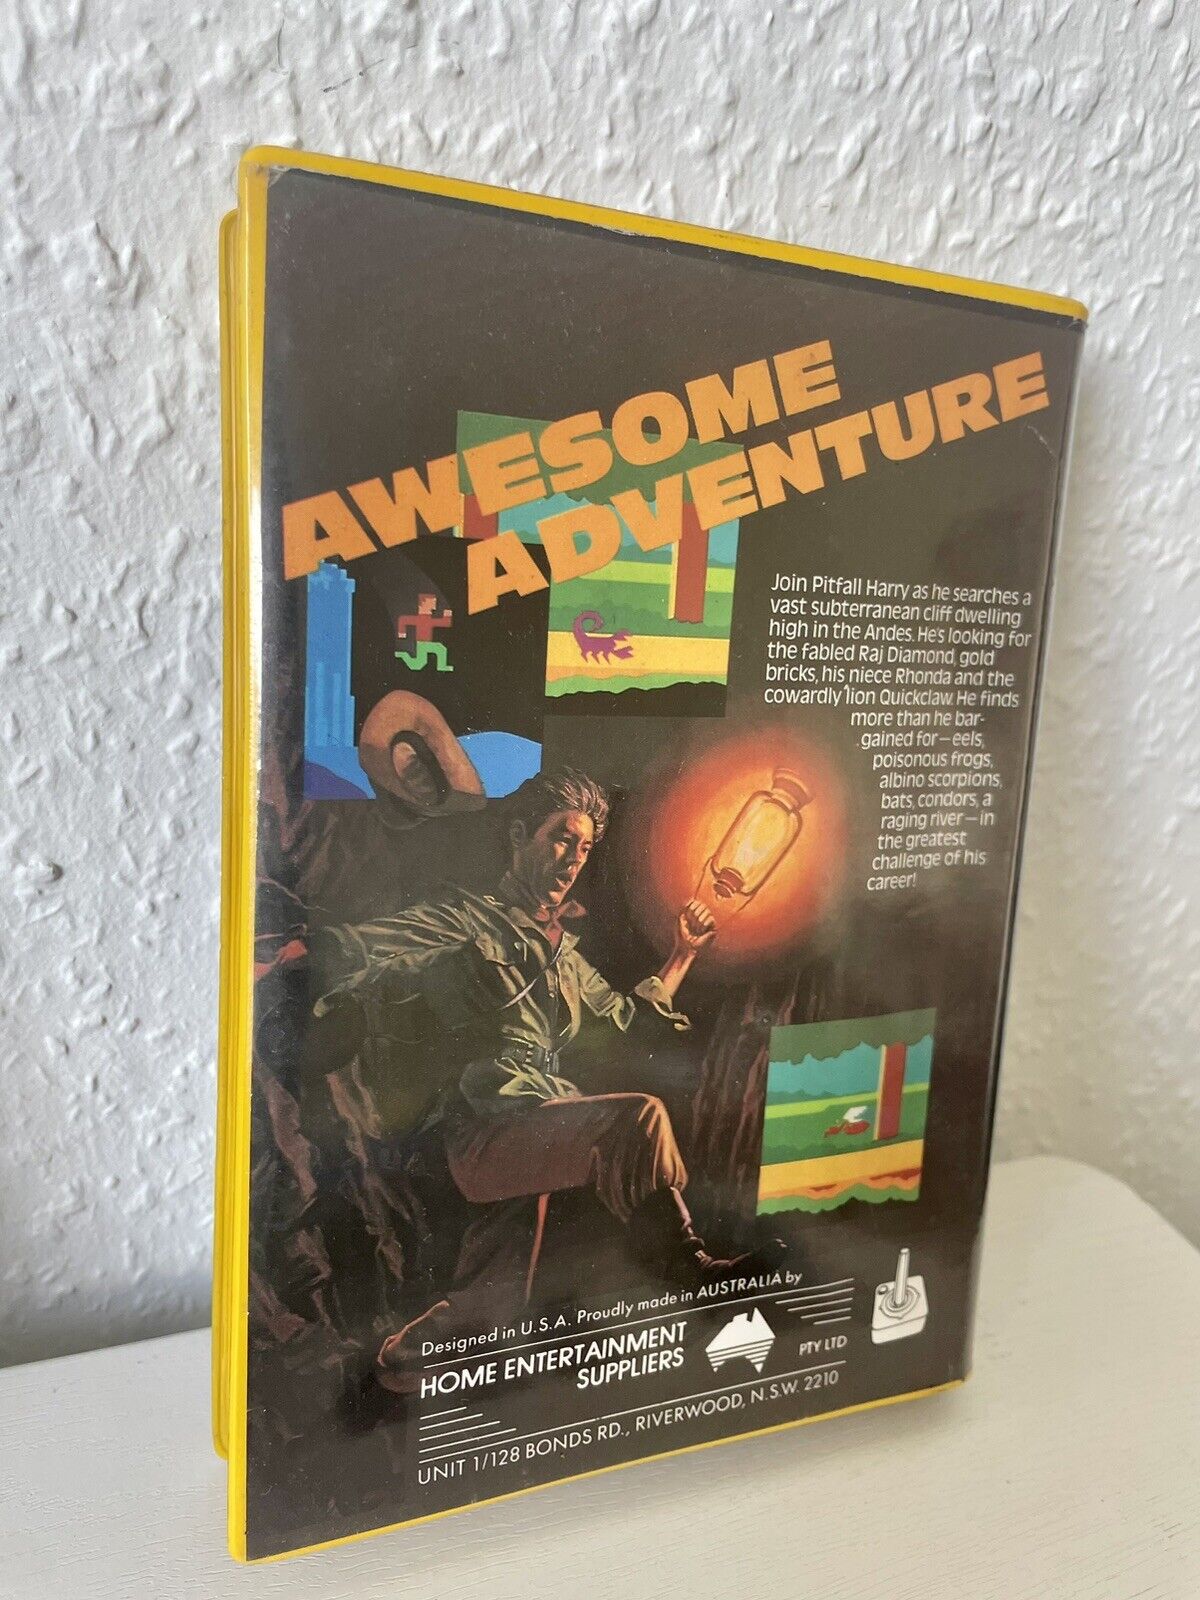 AWESOME
ADVENTURE
Join Pitfall Harry as he searches a
vast subterranean cliff dwelling
high in the Andes. He's looking for
the fabled Raj Diamond, gold
bricks, his niece Rhonda and the
cowardly lion Quickclaw. He finds
more than he bar-
gained for—eels,
poisonous frogs,
albino scorpions,
bats, condors, a
raging river—in
the greatest
challenge of his
career!
Designed in U.S.A. Proudly made in AUSTRALIA by
HOME ENTERTAINMENT
SUPPLIERS
PTY LTD
UNIT 1/128 BONDS RD., RIVERWOOD, N.S.W. 2210